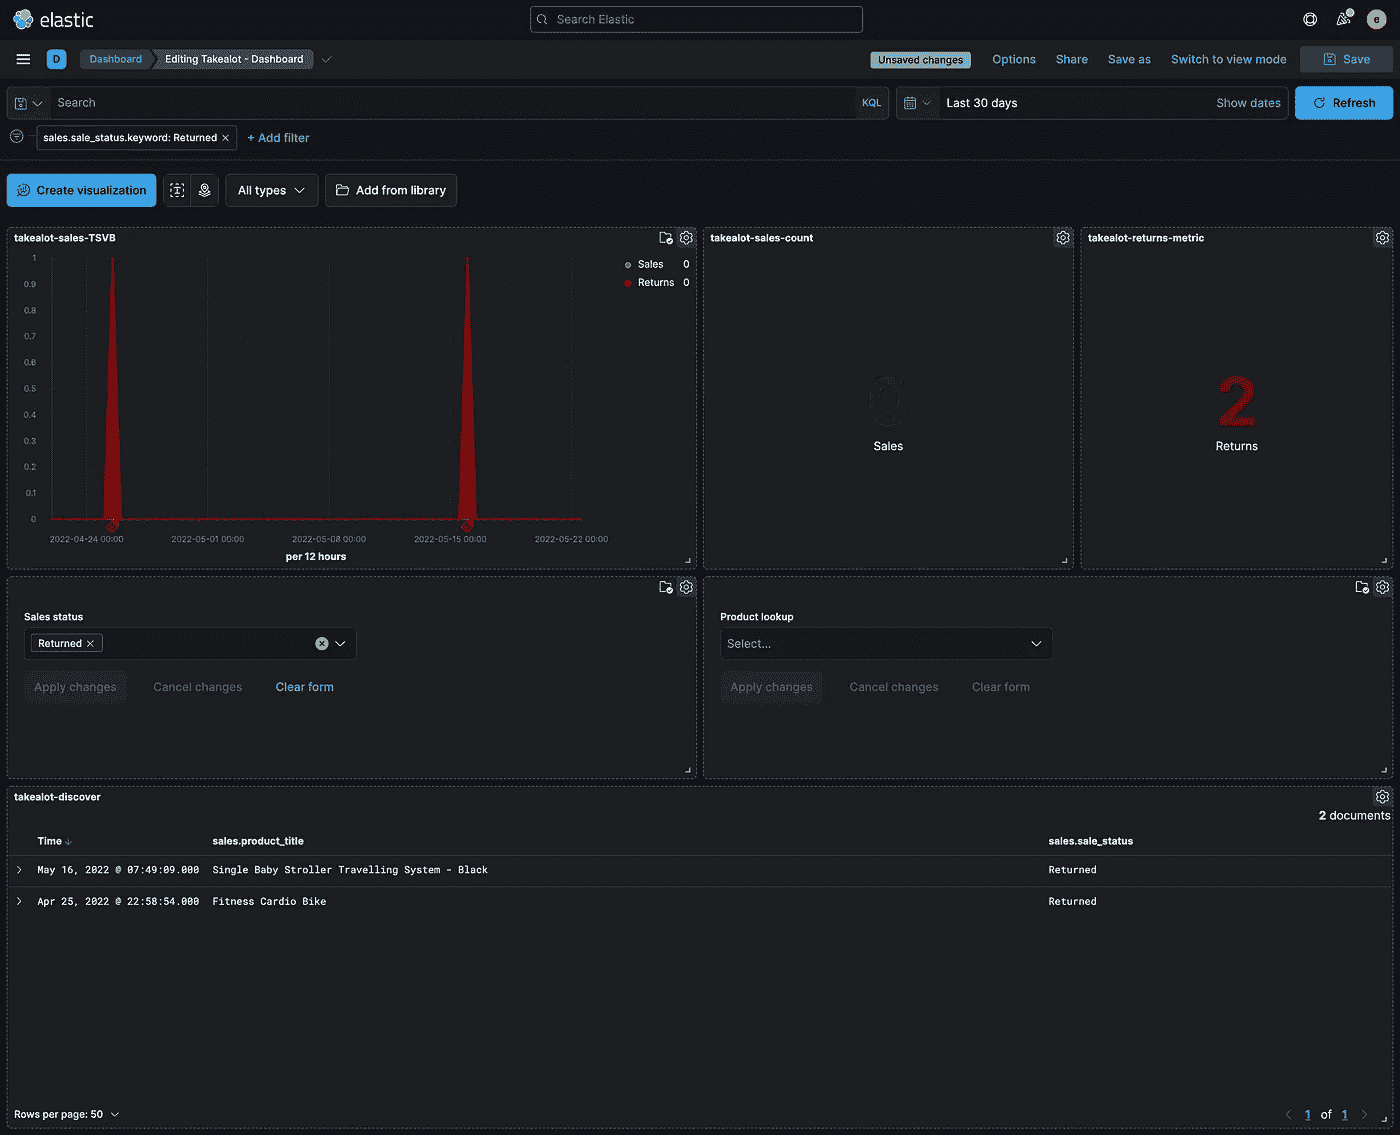 elastic
Search Elastic
e
D
Dashboard
Editing Takealot - Dashboard
Unsaved changes
Options
Share
Save as
Switch to view mode
Save
Search
KQL
Last 30 days
Show dates
Refresh
sales.sale_status.keyword: Returned ×
+ Add filter
Create visualization
All types
Add from library
takealot-sales-TSVB
Sales 0
Returns 0
1
0.9
0.8
0.7
0.6
0.5
0.4
0.3
0.2
0.1
0
2022-04-24 00:00
2022-05-01 00:00
2022-05-08 00:00
2022-05-15 00:00
2022-05-22 00:00
per 12 hours
takealot-sales-count
0
Sales
takealot-returns-metric
2
Returns
Sales status
Returned ×
Apply changes
Cancel changes
Clear form
Product lookup
Select...
Apply changes
Cancel changes
Clear form
takealot-discover
2 documents
Time
sales.product_title
sales.sale_status
May 16, 2022 @ 07:49:09.000
Single Baby Stroller Travelling System - Black
Returned
Apr 25, 2022 @ 22:58:54.000
Fitness Cardio Bike
Returned
Rows per page: 50
1 of 1